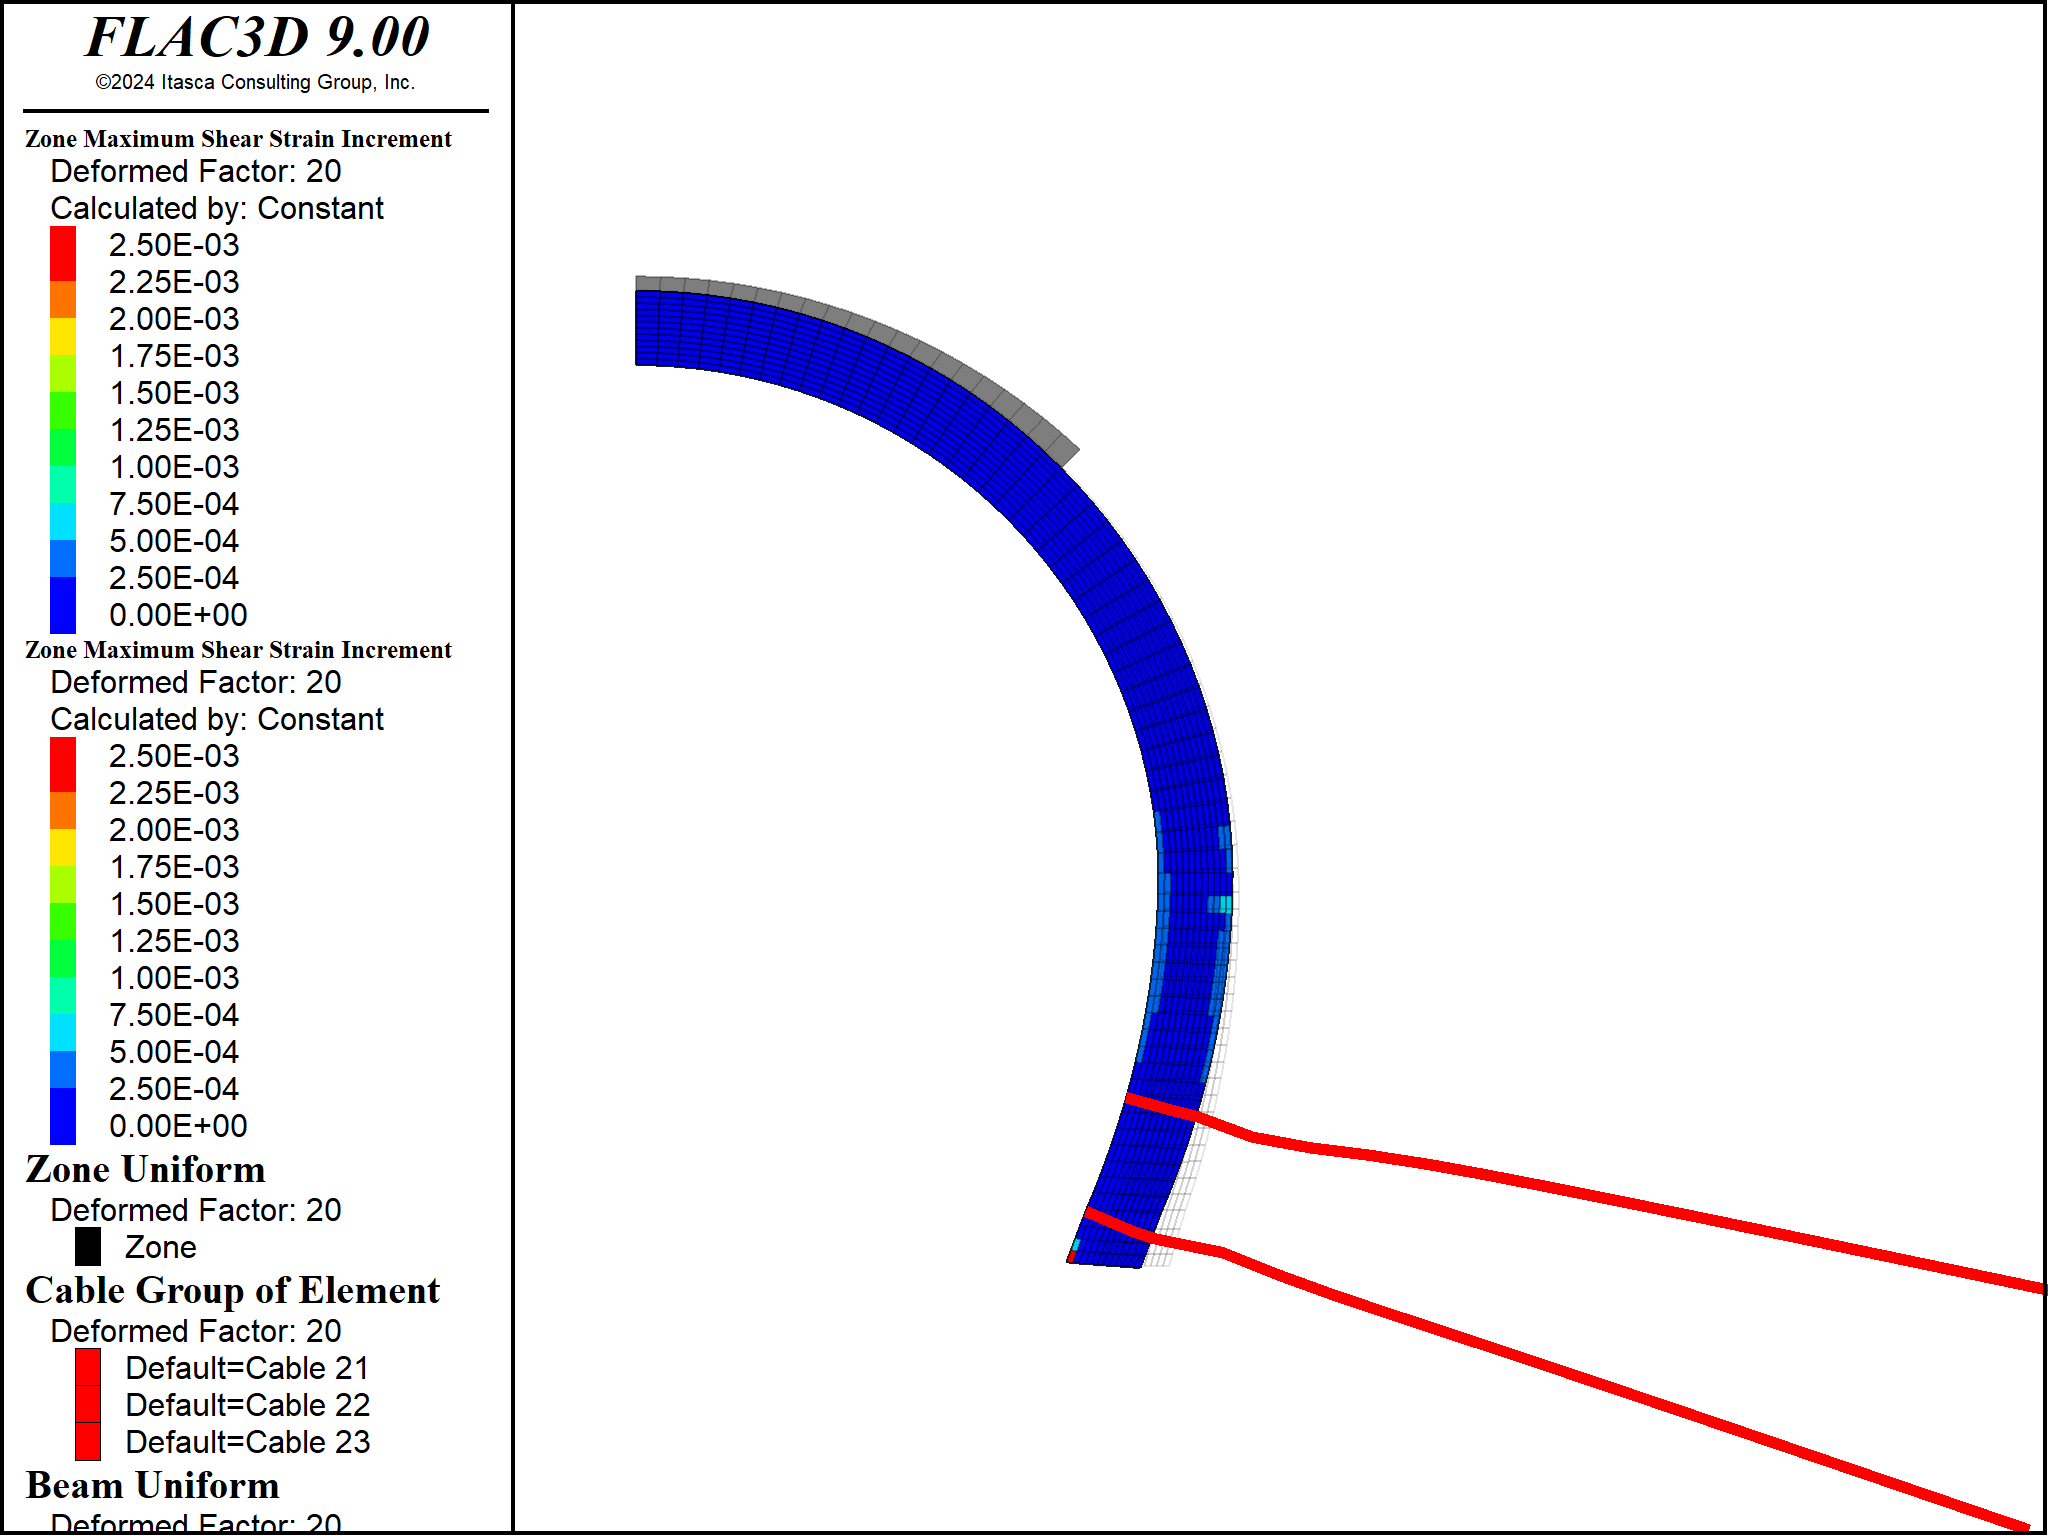 FLAC3D 9.00
©2024 Itasca Consulting Group, Inc.
Zone Maximum Shear Strain Increment
Deformed Factor: 20
Calculated by: Constant
2.50E-03
2.25E-03
2.00E-03
1.75E-03
1.50E-03
1.25E-03
1.00E-03
7.50E-04
5.00E-04
2.50E-04
0.00E+00
Zone Maximum Shear Strain Increment
Deformed Factor: 20
Calculated by: Constant
2.50E-03
2.25E-03
2.00E-03
1.75E-03
1.50E-03
1.25E-03
1.00E-03
7.50E-04
5.00E-04
2.50E-04
0.00E+00
Zone Uniform
Deformed Factor: 20
Zone
Cable Group of Element
Deformed Factor: 20
Default=Cable 21
Default=Cable 22
Default=Cable 23
Beam Uniform
Deformed Factor: 20